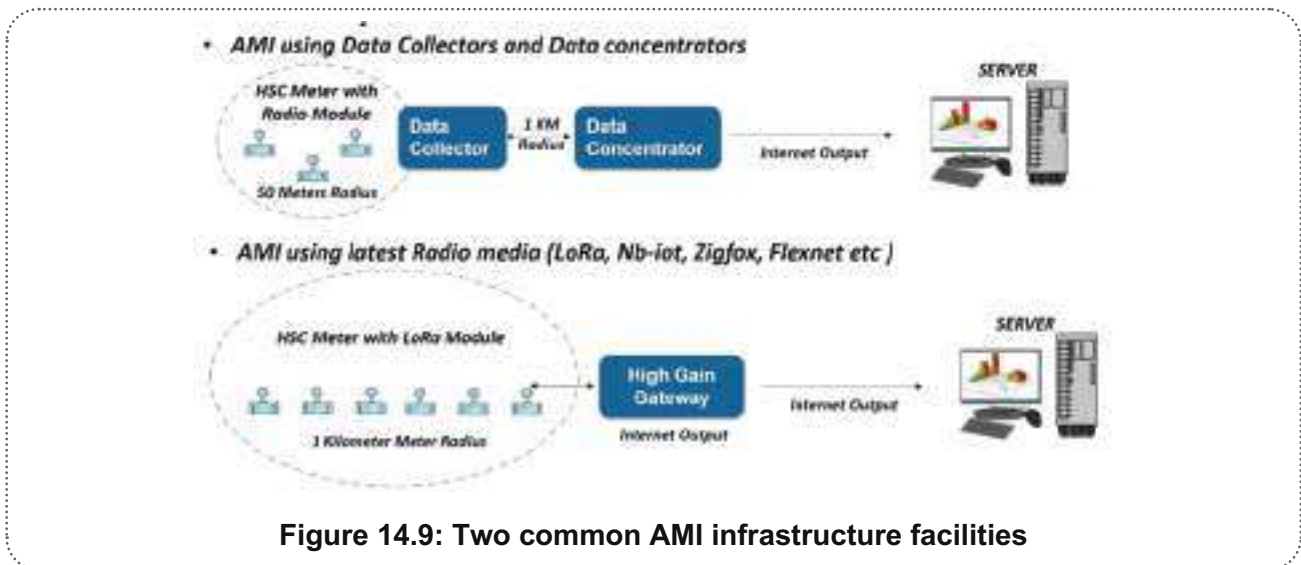 • AMI using Data Collectors and Data concentrators
SERVER
HSC Meter with
Radio Module
Data
Collector
1 KM
Radius
Data
Concentrator
Internet Output
50 Meters Radius
• AMI using latest Radio media (LoRa, Nb-iot, Zigfox, Flexnet etc )
SERVER
HSC Meter with LoRa Module
High Gain
Gateway
Internet Output
1 Kilometer Meter Radius
Internet Output
Figure 14.9: Two common AMI infrastructure facilities